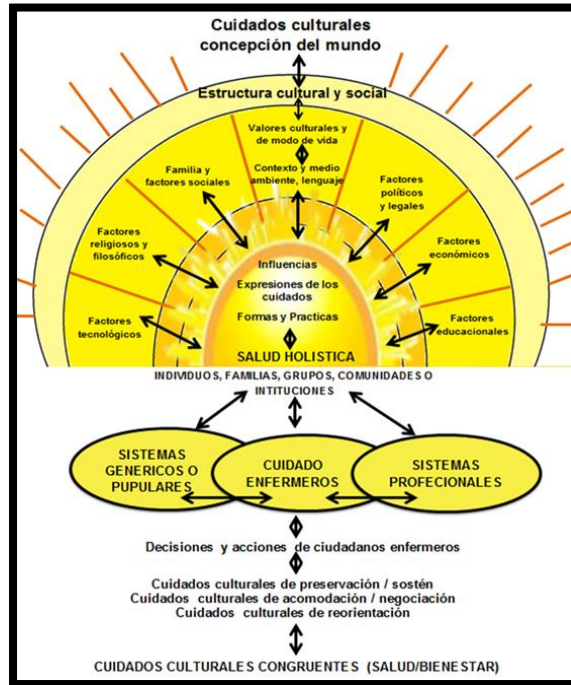 Cuidados culturales
concepción del mundo
Estructura cultural y social
Valores culturales y
de modo de vida
Familia y
factores sociales
Contexto y medio
ambiente, lenguaje
Factores
políticos
y legales
Factores
religiosos y
filosóficos
Factores
económicos
Factores
tecnológicos
Factores
educacionales
Influencias
Expresiones de los
cuidados
Formas y Practicas
SALUD HOLISTICA
INDIVIDUOS, FAMILIAS, GRUPOS, COMUNIDADES O
INTITUCIONES
SISTEMAS
GENERICOS O
PUPULARES
CUIDADO
ENFERMEROS
SISTEMAS
PROFECIONALES
Decisiones y acciones de ciudadanos enfermeros
Cuidados culturales de preservación / sostén
Cuidados culturales de acomodación / negociación
Cuidados culturales de reorientación
CUIDADOS CULTURALES CONGRUENTES (SALUD/BIENESTAR)